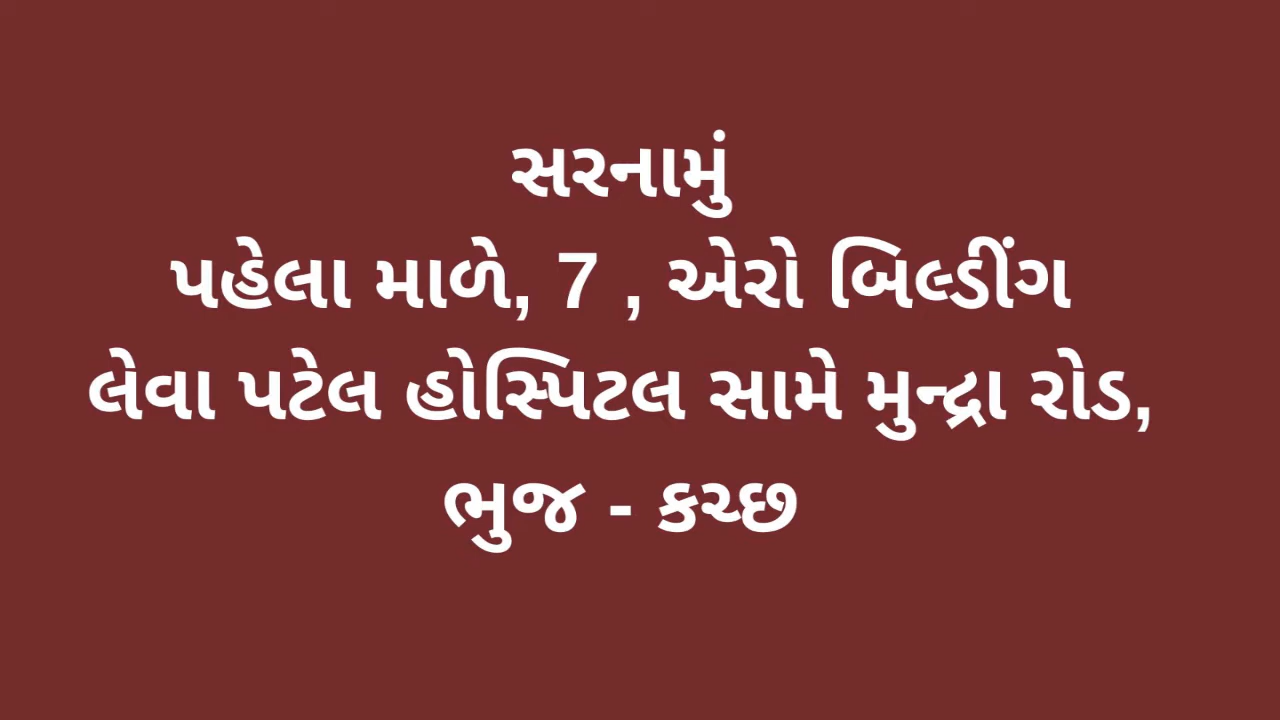 સરનામું
પહેલા માળે, 7 , એરો બિલ્ડીંગ
લેવા પટેલ હોસ્પિટલ સામે મુન્દ્રા રોડ,
ભુજ - કચ્છ